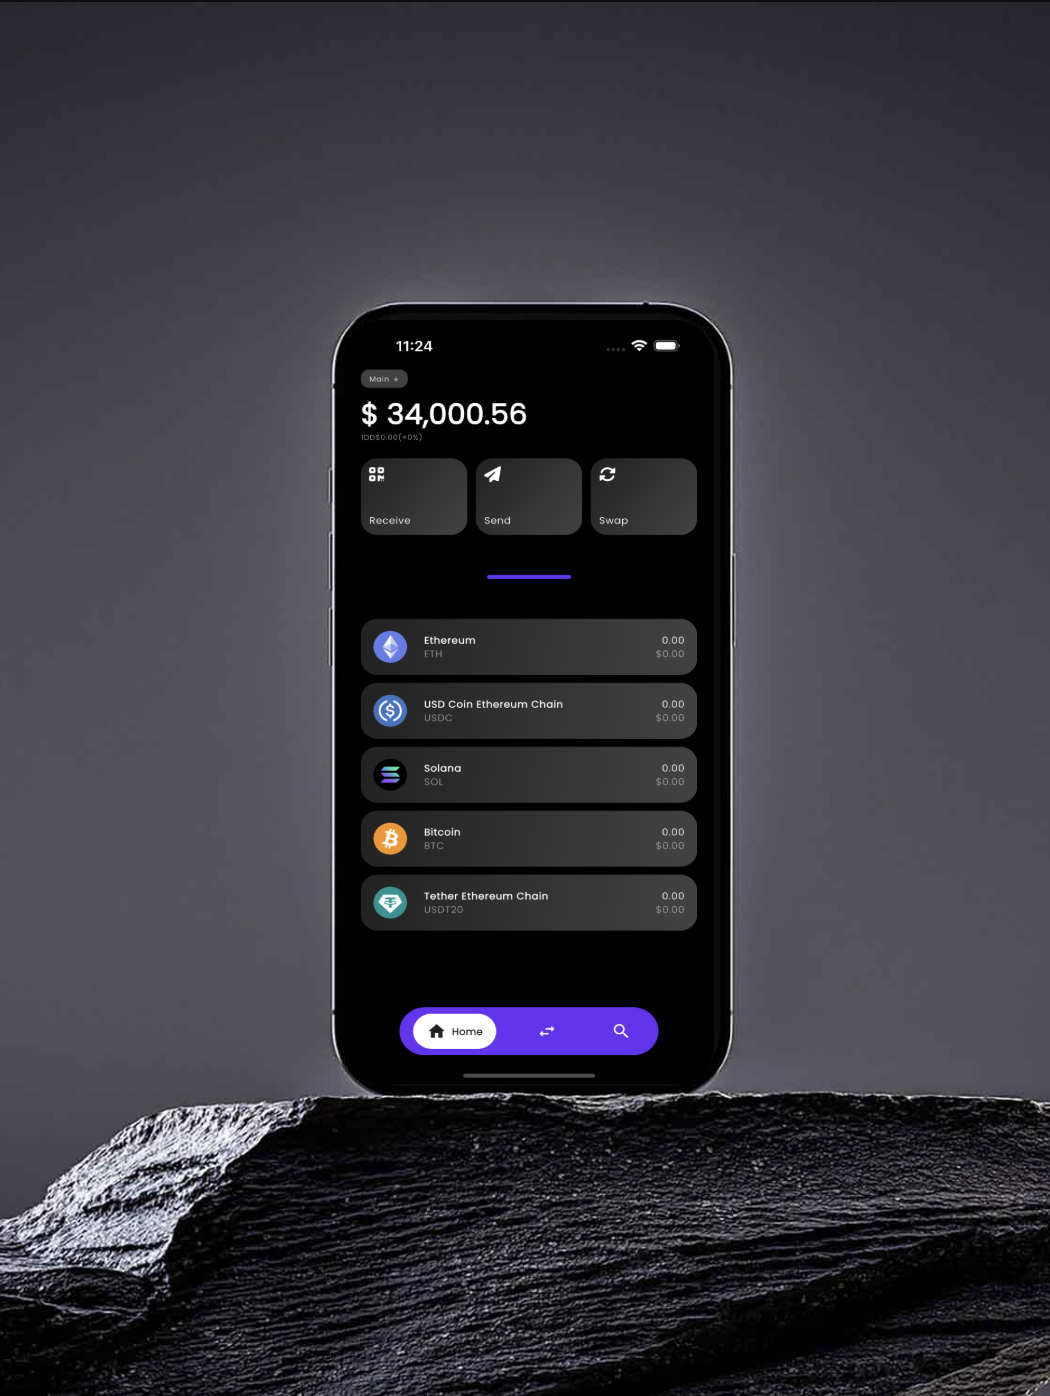 11:24
Main ↓
$ 34,000.56
1DD$0.00(+0%)
Receive Send Swap
Ethereum 0.00
ETH $0.00
USD Coin Ethereum Chain 0.00
USDC $0.00
Solana 0.00
SOL $0.00
Bitcoin 0.00
BTC $0.00
Tether Ethereum Chain 0.00
USDT20 $0.00
Home